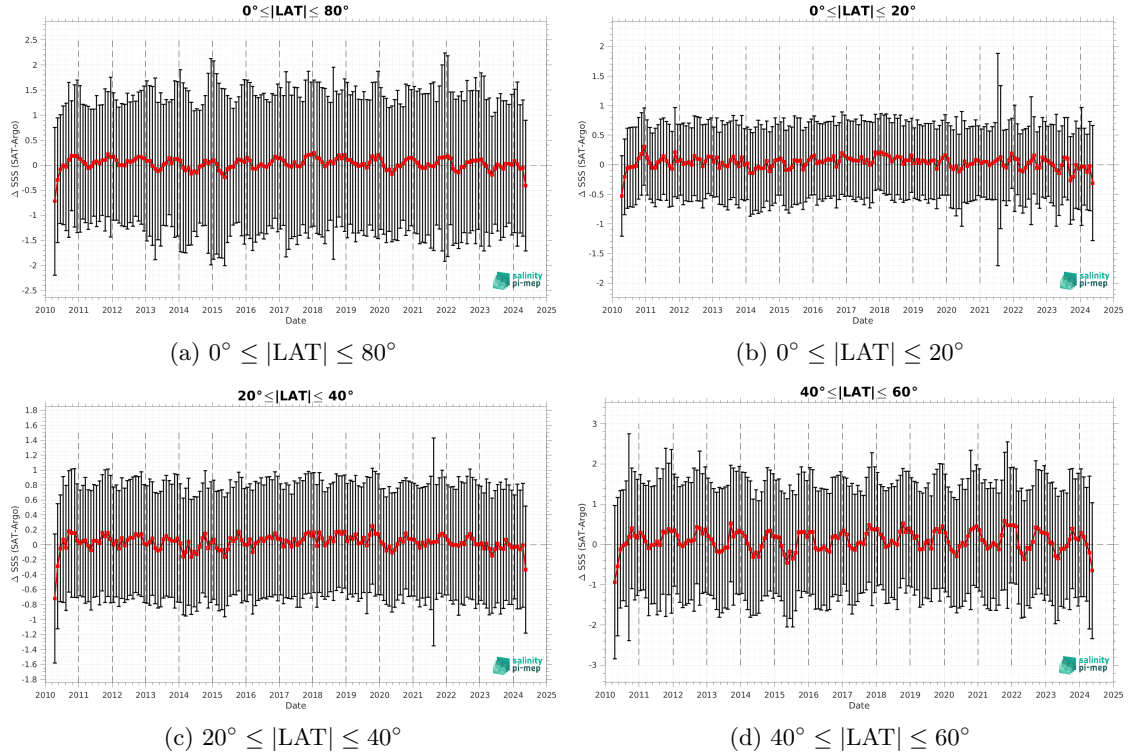 0°≤|LAT|≤ 80°
Δ SSS (SAT-Argo)
2.5
2
1.5
1
0.5
0
-0.5
-1
-1.5
-2
-2.5
2010 2011 2012 2013 2014 2015 2016 2017 2018 2019 2020 2021 2022 2023 2024 2025
Date
salinity
pi-mep
(a) 0° ≤ |LAT| ≤ 80°
0°≤|LAT|≤ 20°
Δ SSS (SAT-Argo)
2
1.5
1
0.5
0
-0.5
-1
-1.5
-2
2010 2011 2012 2013 2014 2015 2016 2017 2018 2019 2020 2021 2022 2023 2024 2025
Date
salinity
pi-mep
(b) 0° ≤ |LAT| ≤ 20°
20°≤|LAT|≤ 40°
Δ SSS (SAT-Argo)
1.8
1.6
1.4
1.2
1
0.8
0.6
0.4
0.2
0
-0.2
-0.4
-0.6
-0.8
-1
-1.2
-1.4
-1.6
-1.8
2010 2011 2012 2013 2014 2015 2016 2017 2018 2019 2020 2021 2022 2023 2024 2025
Date
salinity
pi-mep
(c) 20° ≤ |LAT| ≤ 40°
40°≤|LAT|≤ 60°
Δ SSS (SAT-Argo)
3
2
1
0
-1
-2
-3
2010 2011 2012 2013 2014 2015 2016 2017 2018 2019 2020 2021 2022 2023 2024 2025
Date
salinity
pi-mep
(d) 40° ≤ |LAT| ≤ 60°